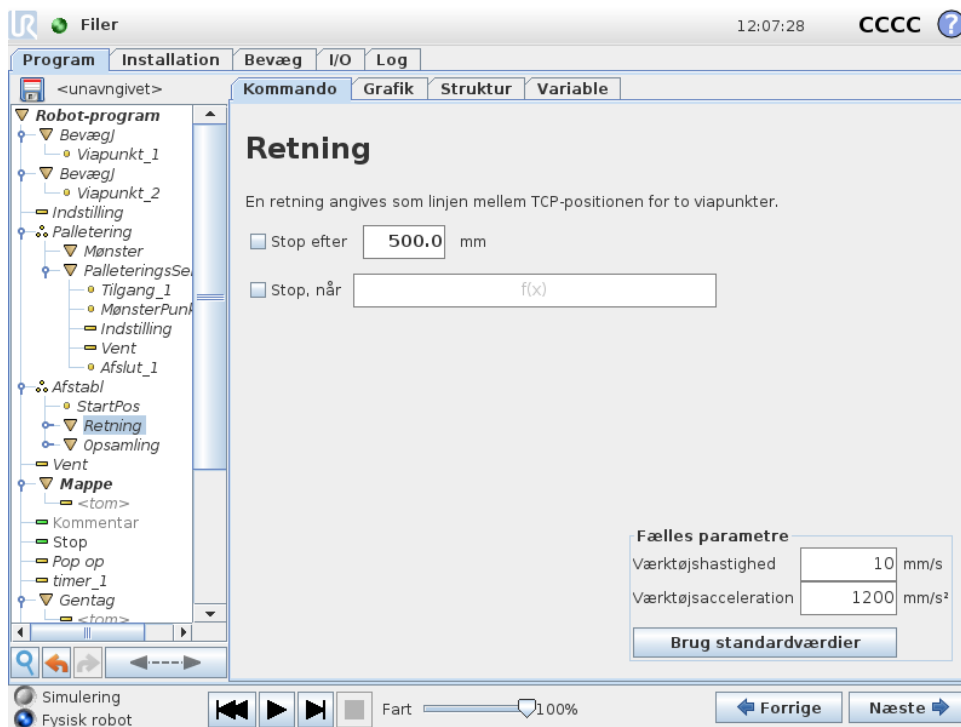 UR Filer 12:07:28 CCCC ?
Program Installation Bevæg I/O Log
<unavngivet>
Kommando Grafik Struktur Variable
Robot-program
BevægJ
Viapunkt_1
BevægJ
Viapunkt_2
Indstilling
Palletering
Mønster
PalleteringsSe
Tilgang_1
MønsterPunk
Indstilling
Vent
Afslut_1
Afstabl
StartPos
Retning
Opsamling
Vent
Mappe
<tom>
Kommentar
Stop
Pop op
timer_1
Gentag
<tom>
Retning
En retning angives som linjen mellem TCP-positionen for to viapunkter.
Stop efter 500.0 mm
Stop, når f(x)
Fælles parametre
Værktøjshastighed 10 mm/s
Værktøjsacceleration 1200 mm/s²
Brug standardværdier
Simulering
Fysisk robot
Fart 100%
Forrige Næste